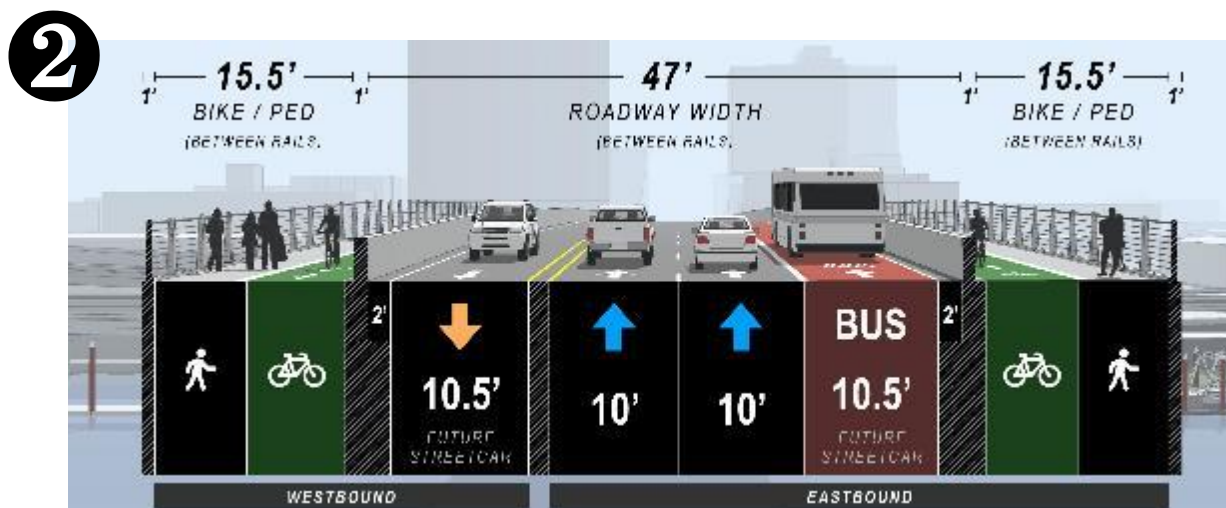 2
15.5' 47' 15.5'
1' 1' 1' 1'
BIKE / PED ROADWAY WIDTH BIKE / PED
(BETWEEN RAILS) (BETWEEN RAILS) (BETWEEN RAILS)
2' BUS 2'
10.5' 10' 10' 10.5'
FUTURE FUTURE
STREETCAR STREETCAR
WESTBOUND EASTBOUND